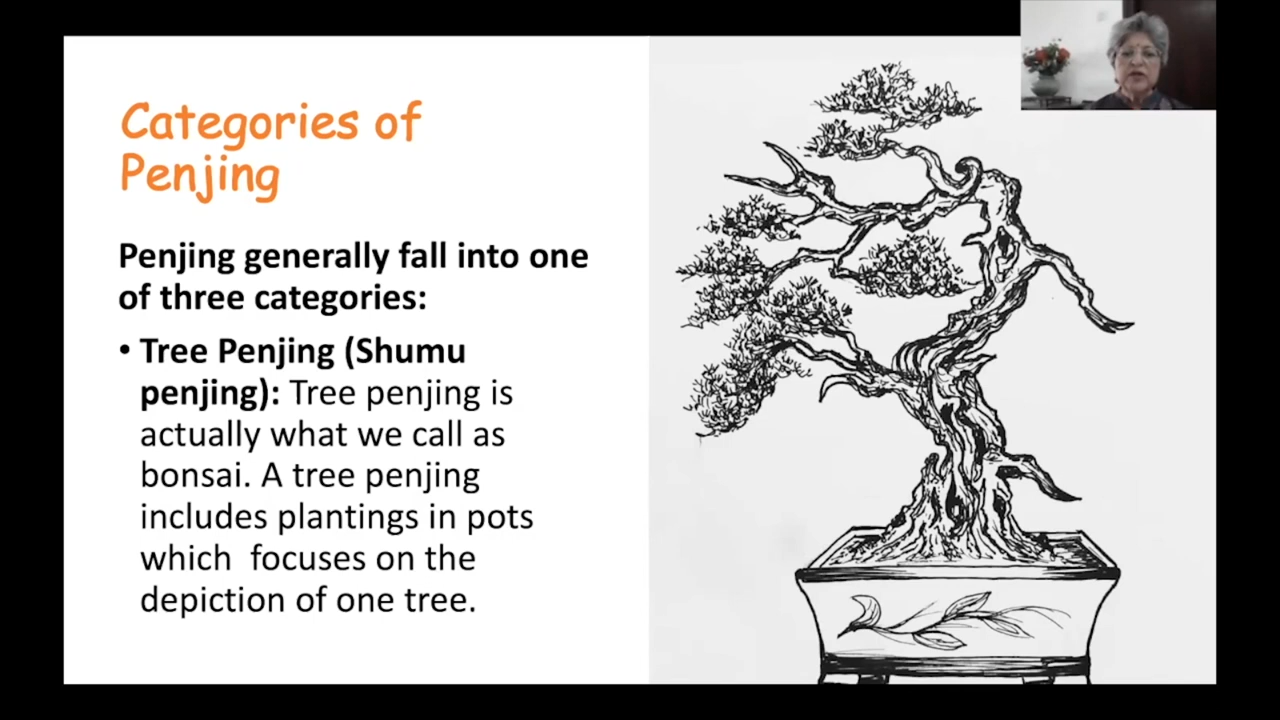 Categories of
Penjing
Penjing generally fall into one
of three categories:
• Tree Penjing (Shumu
penjing): Tree penjing is
actually what we call as
bonsai. A tree penjing
includes plantings in pots
which  focuses on the
depiction of one tree.